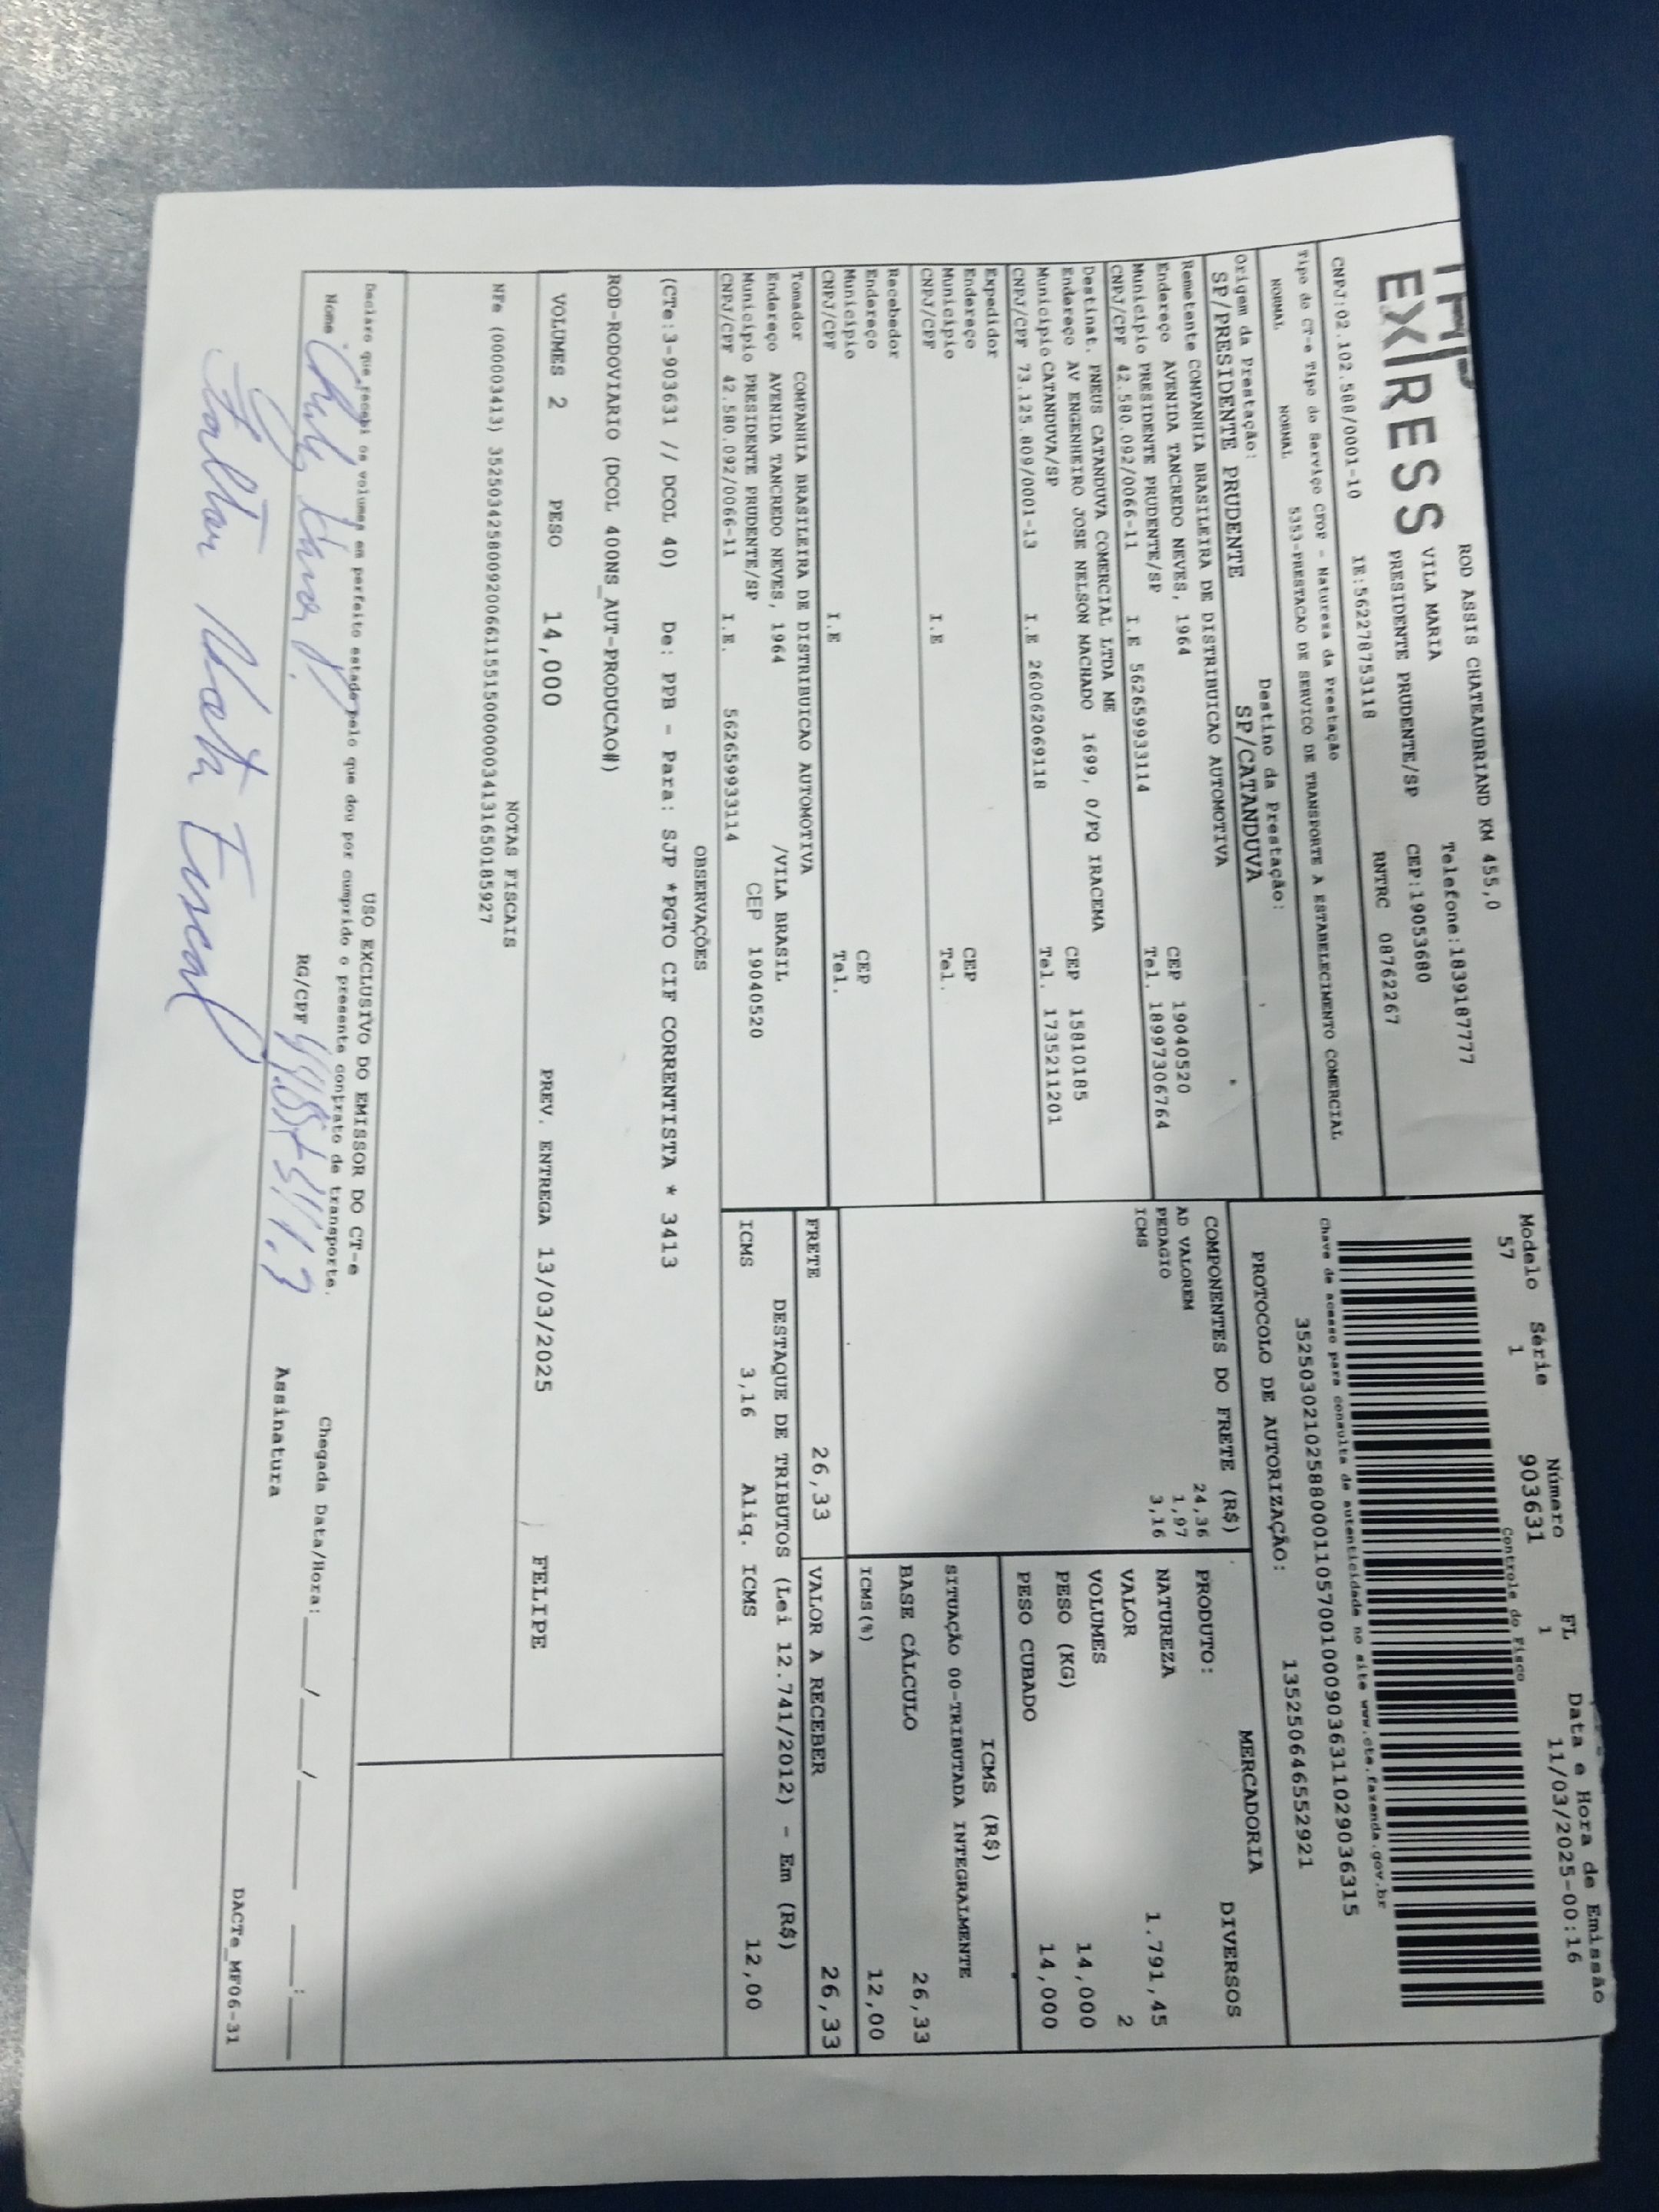 EXPRESS
ROD ASSIS CHATEAUBRIAND KM 455,0
VILA MARIA Telefone:1839187777
PRESIDENTE PRUDENTE/SP CEP:19053680
CNPJ:02.102.588/0001-10 IE:562278753118 RNTRC 08762267
Modelo Série Número FL Data e Hora de Emissão
57 1 903631 1 11/03/2025-00:16
Controle do Fisco
Chave de acesso para consulta de autenticidade no site www.cte.fazenda.gov.br
35250302102588000110570010009036311029036315
PROTOCOLO DE AUTORIZAÇÃO: 135250646552921
Tipo do CT-e Tipo do Serviço CFOP - Natureza da Prestação
NORMAL NORMAL 5353-PRESTACAO DE SERVICO DE TRANSPORTE A ESTABELECIMENTO COMERCIAL
Origem da Prestação: Destino da Prestação:
SP/PRESIDENTE PRUDENTE SP/CATANDUVA
Remetente COMPANHIA BRASILEIRA DE DISTRIBUICAO AUTOMOTIVA
Endereço AVENIDA TANCREDO NEVES, 1964 CEP 19040520
Município PRESIDENTE PRUDENTE/SP Tel. 18997306764
CNPJ/CPF 42.580.092/0066-11 I.E 562659933114
Destinat. PNEUS CATANDUVA COMERCIAL LTDA ME
Endereço AV ENGENHEIRO JOSE NELSON MACHADO 1699, 0/PQ IRACEMA CEP 15810185
Município CATANDUVA/SP Tel. 1735211201
CNPJ/CPF 73.125.809/0001-13 I.E 260062069118
Expedidor
Endereço CEP
Município Tel.
CNPJ/CPF I.E
Recebedor
Endereço CEP
Município Tel.
CNPJ/CPF I.E
Tomador COMPANHIA BRASILEIRA DE DISTRIBUICAO AUTOMOTIVA
Endereço AVENIDA TANCREDO NEVES, 1964 /VILA BRASIL
Município PRESIDENTE PRUDENTE/SP CEP 19040520
CNPJ/CPF 42.580.092/0066-11 I.E. 562659933114
COMPONENTES DO FRETE (R$)
AD VALOREM 24,36
PEDAGIO 1,97
ICMS 3,16
MERCADORIA
PRODUTO: DIVERSOS
NATUREZA
VALOR 1.791,45
VOLUMES 2
PESO (KG) 14,000
PESO CUBADO 14,000
ICMS (R$)
SITUAÇÃO 00-TRIBUTADA INTEGRALMENTE
BASE CÁLCULO 26,33
ICMS(%) 12,00
FRETE 26,33 VALOR A RECEBER 26,33
DESTAQUE DE TRIBUTOS (Lei 12.741/2012) - Em (R$)
ICMS 3,16 Aliq. ICMS 12,00
OBSERVAÇÕES
(CTe:3-903631 // DCOL 40) De: PPB - Para: SJP *PGTO CIF CORRENTISTA * 3413
ROD-RODOVIARIO (DCOL 400NS_AUT-PRODUCAO#)
VOLUMES 2 PESO 14,000 PREV. ENTREGA 13/03/2025 FELIPE
NOTAS FISCAIS
NFe (000003413) 35250342580092006611551500000034131650185927
USO EXCLUSIVO DO EMISSOR DO CT-e
Declaro que recebi os volumes em perfeito estado pelo que dou por cumprido o presente contrato de transporte.
Nome RG/CPF Chegada Data/Hora: / / :
Assinatura
Faltou Nota Fiscal
DACTe_MF06-31